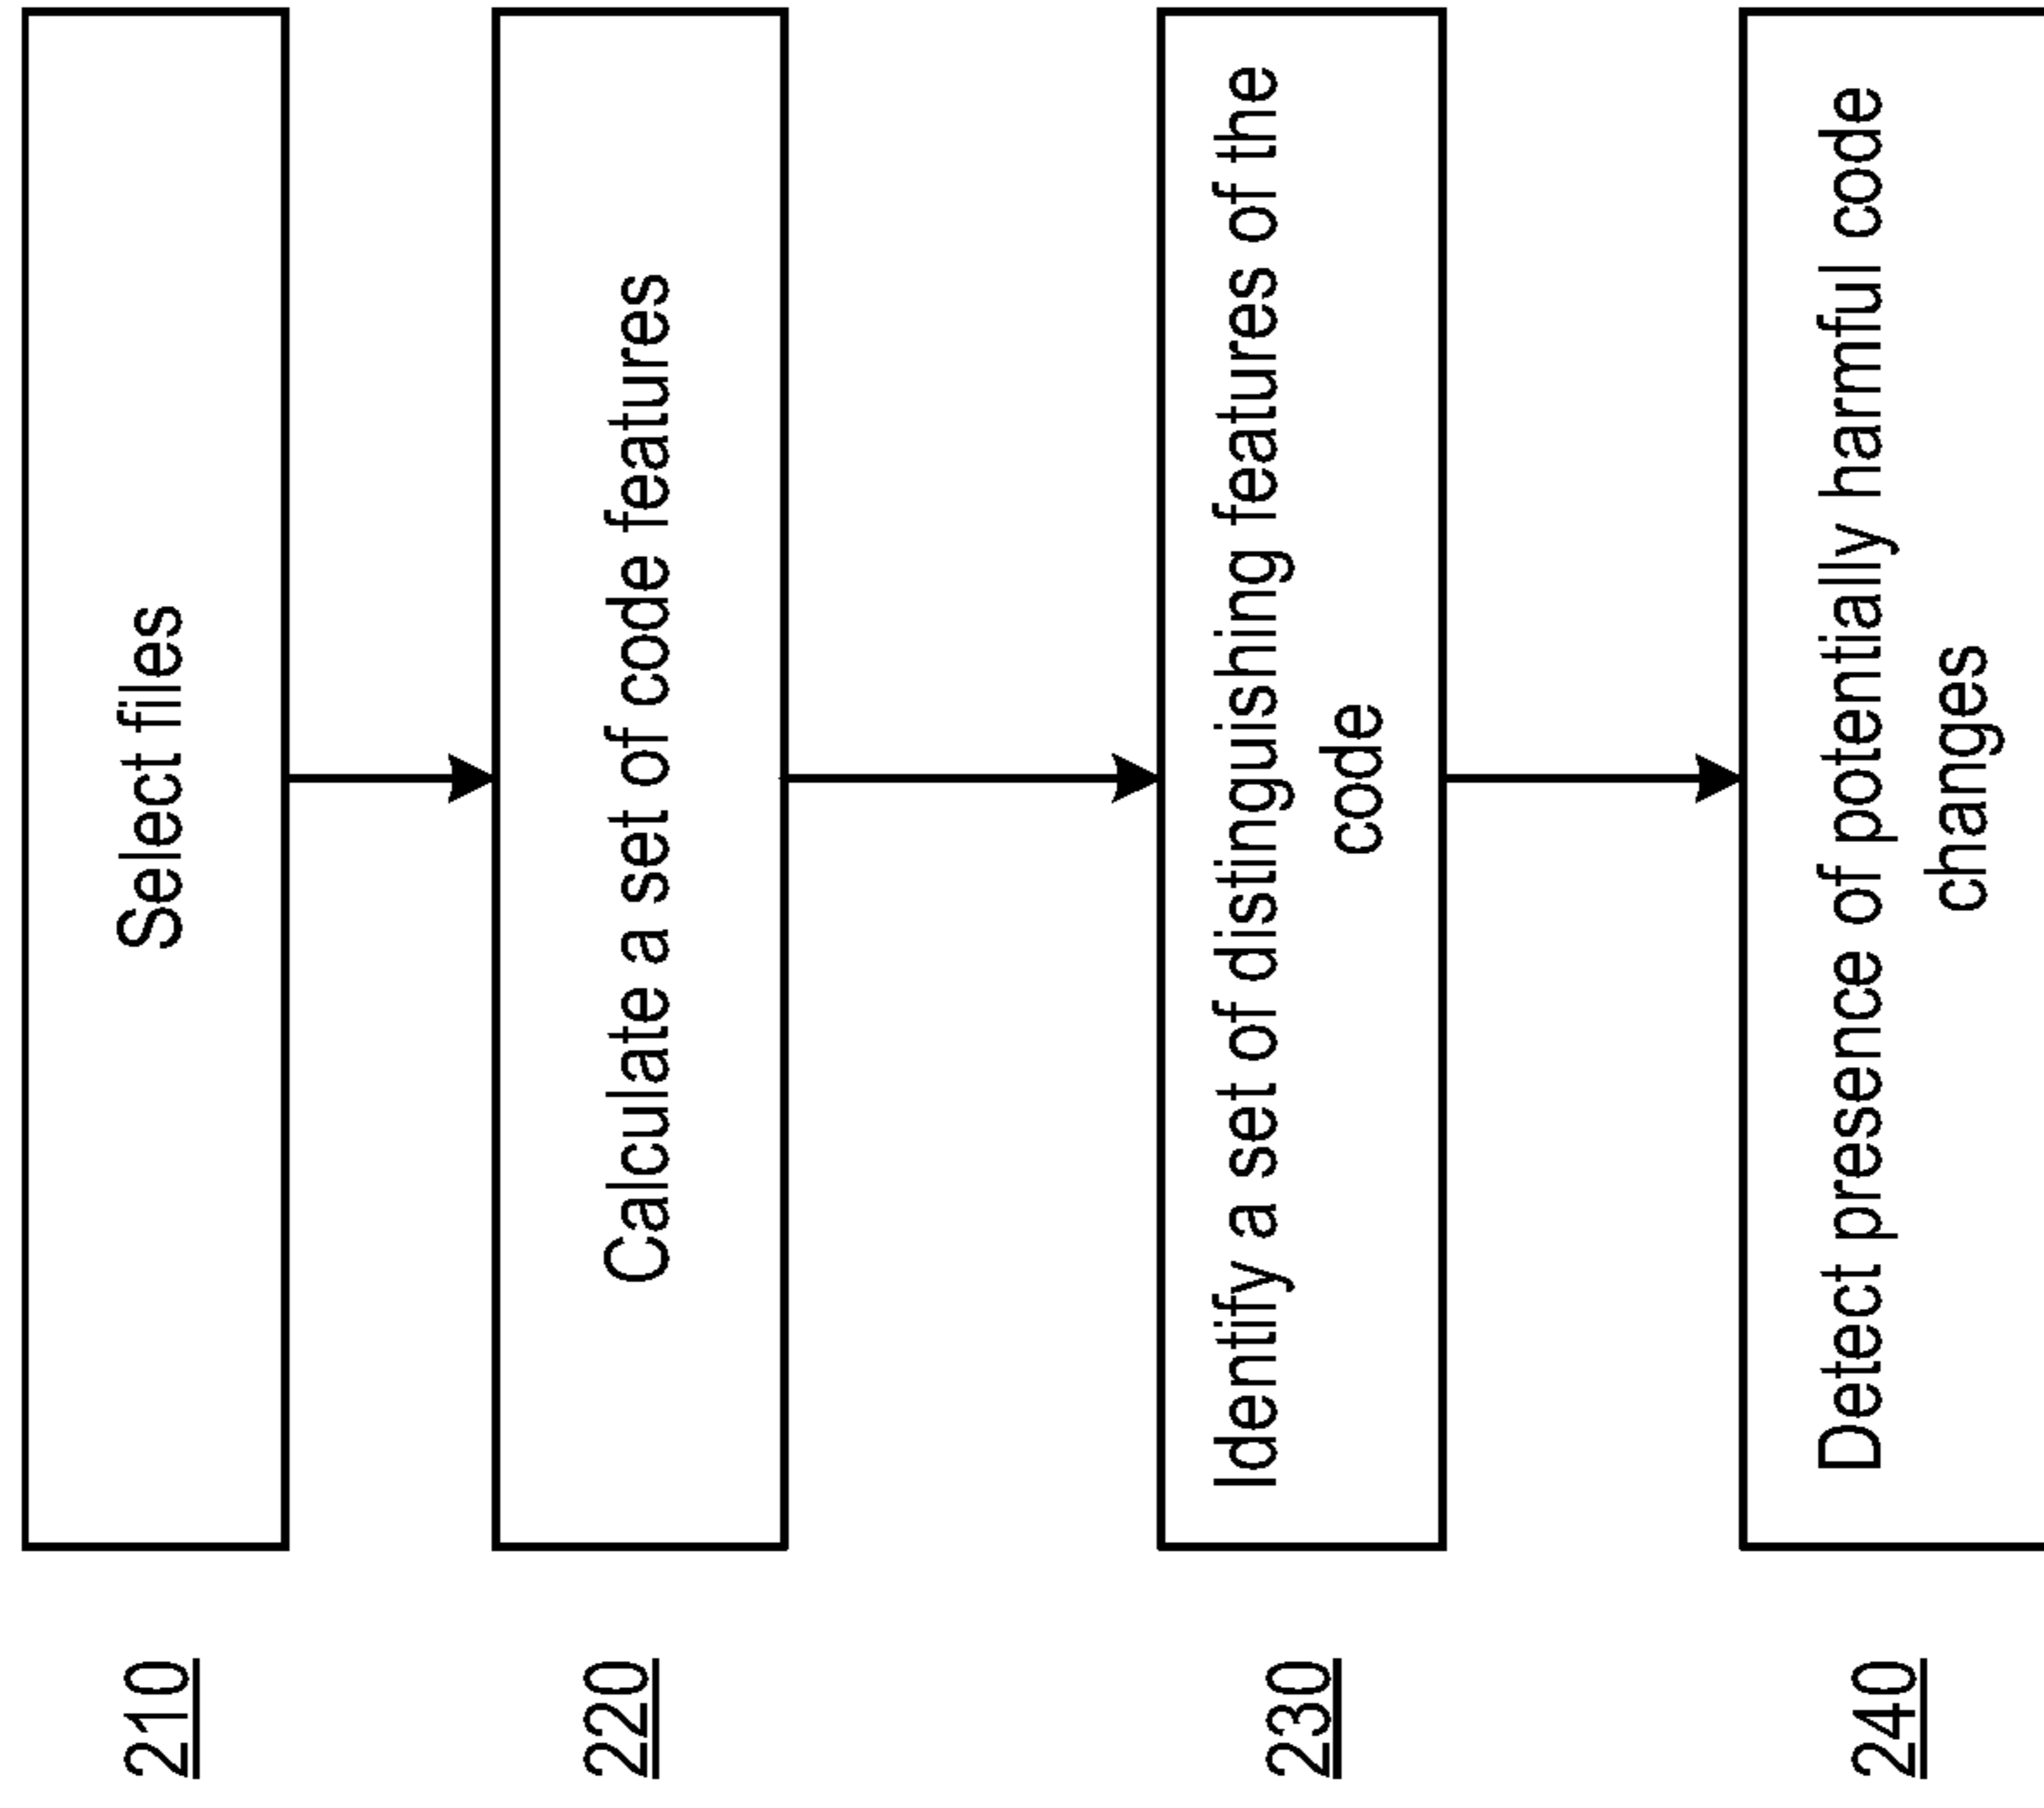 210
Select files
220
Calculate a set of code features
230
Identify a set of distinguishing features of the
code
240
Detect presence of potentially harmful code
changes